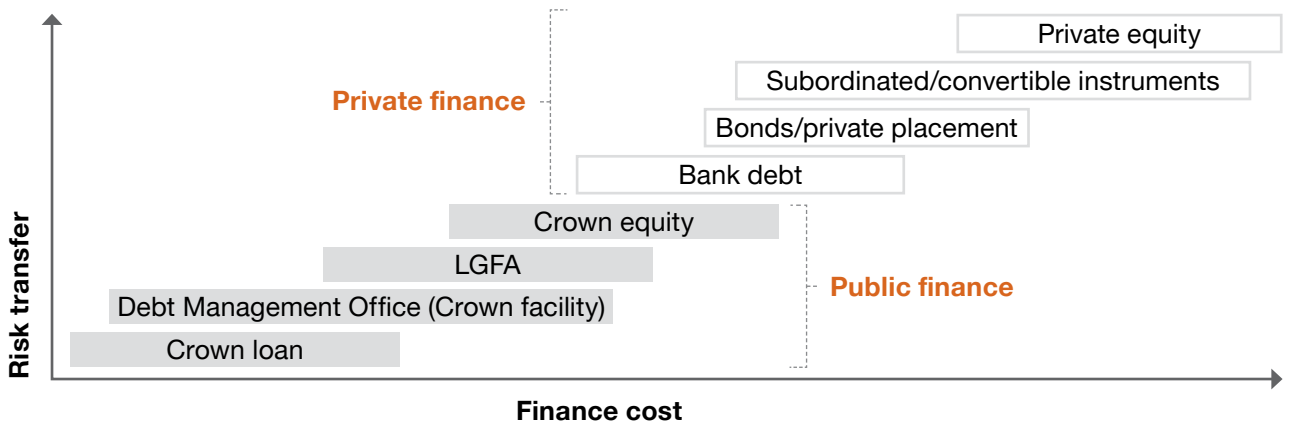 Private equity
Subordinated/convertible instruments
Private finance
Bonds/private placement
Bank debt
Crown equity
LGFA
Public finance
Debt Management Office (Crown facility)
Crown loan
Risk transfer
Finance cost